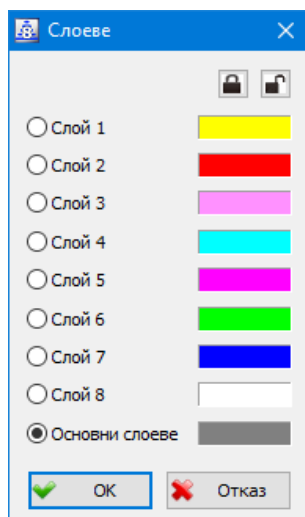 Слоеве
Слой 1
Слой 2
Слой 3
Слой 4
Слой 5
Слой 6
Слой 7
Слой 8
Основни слоеве
OK Отказ